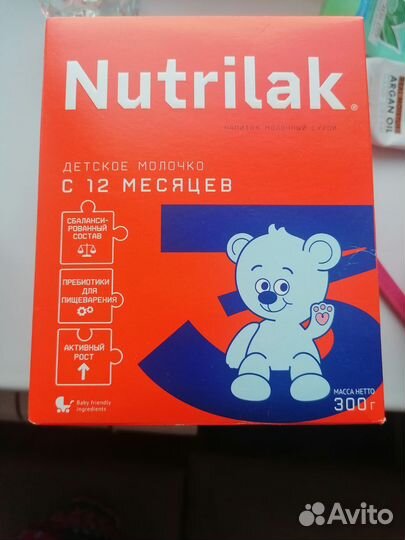 Nutrilak®
НАПИТОК МОЛОЧНЫЙ СУХОЙ
ДЕТСКОЕ МОЛОЧКО
С 12 МЕСЯЦЕВ
СБАЛАНСИ-
РОВАННЫЙ
СОСТАВ
ПРЕБИОТИКИ
ДЛЯ
ПИЩЕВАРЕНИЯ
АКТИВНЫЙ
РОСТ
3
Baby friendly
ingredients
МАССА НЕТТО
300 г
ARGAN OIL
Avito